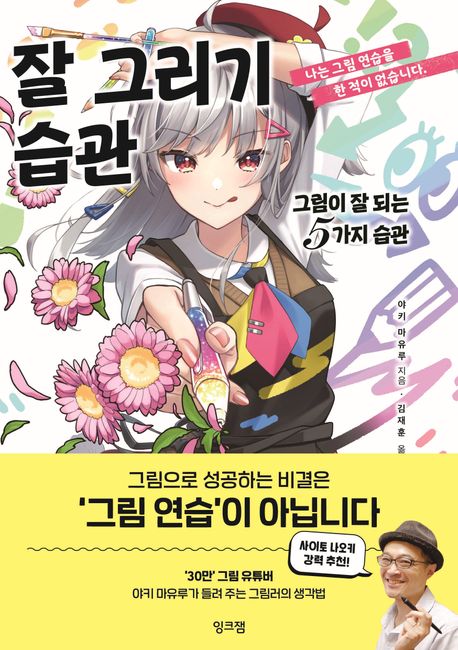 잘 그리기
습관
나는 그림 연습을
한 적이 없습니다.
그림이 잘 되는
5가지 습관
야키 마유루 지음 · 김재훈 옮
그림으로 성공하는 비결은
‘그림 연습’이 아닙니다
사이토 나오키
강력 추천!
‘30만’ 그림 유튜버
야키 마유루가 들려 주는 그림러의 생각법
잉크잼